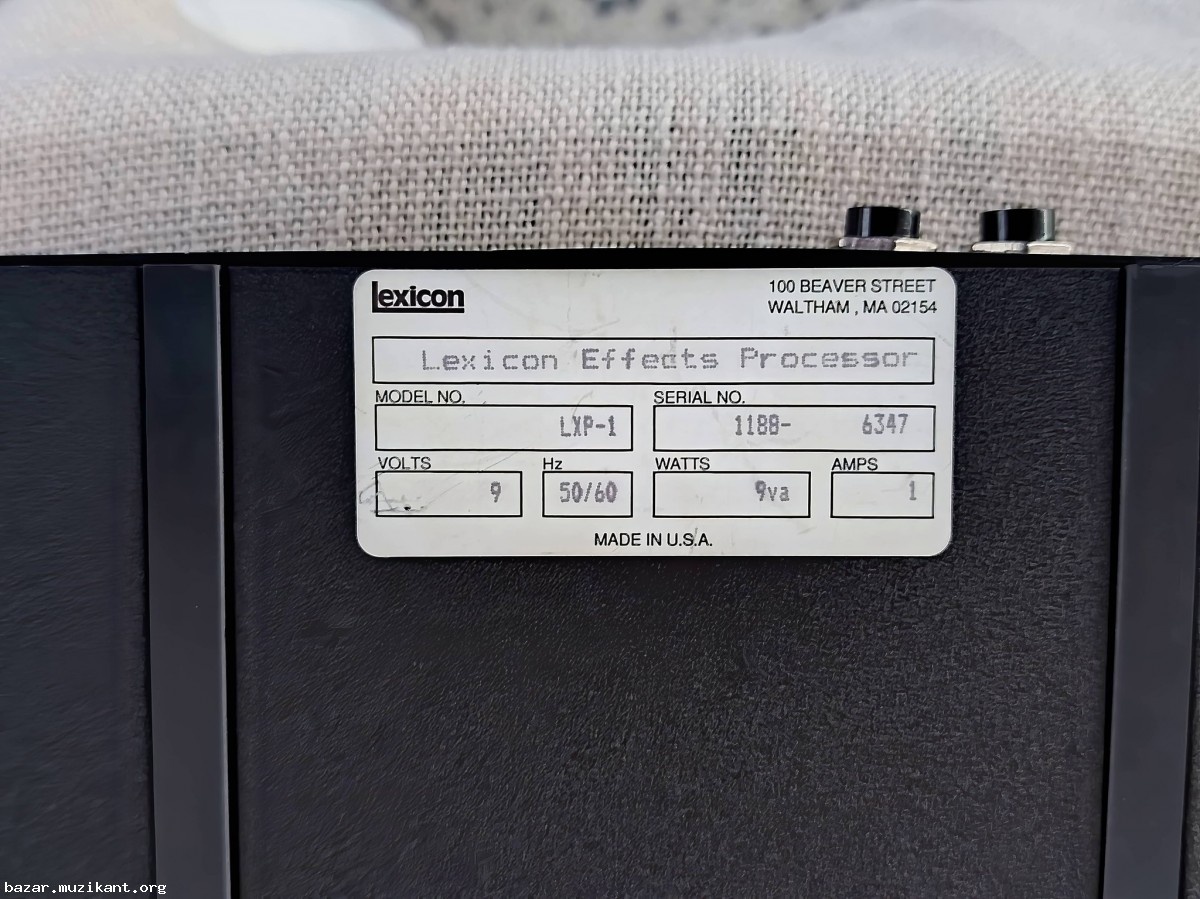 lexicon
100 BEAVER STREET
WALTHAM , MA 02154
Lexicon Effects Processor
MODEL NO.
LXP-1
SERIAL NO.
1188- 6347
VOLTS
9
Hz
50/60
WATTS
9va
AMPS
1
MADE IN U.S.A.
bazar.muzikant.org